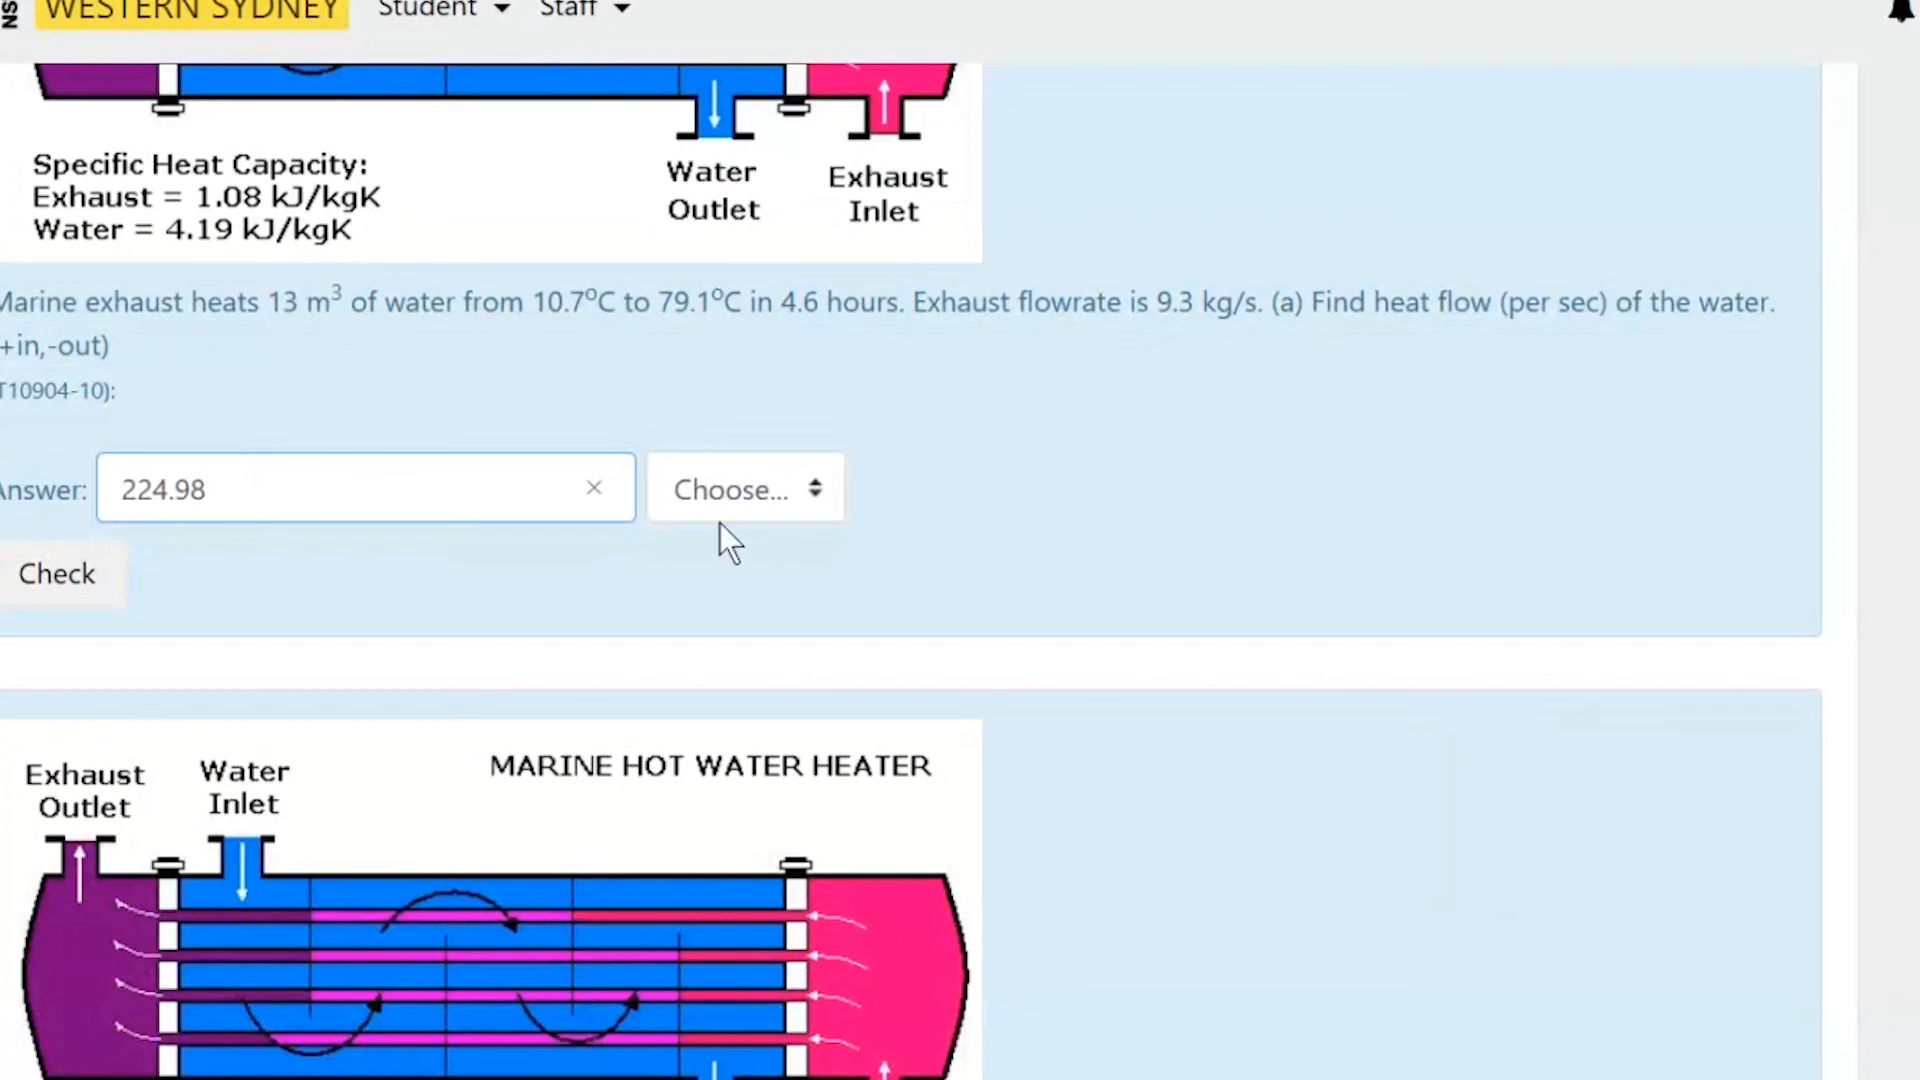 WESTERN SYDNEY Student Staff
Specific Heat Capacity:
Exhaust = 1.08 kJ/kgK
Water = 4.19 kJ/kgK
Water
Outlet
Exhaust
Inlet
Marine exhaust heats 13 m³ of water from 10.7ºC to 79.1ºC in 4.6 hours. Exhaust flowrate is 9.3 kg/s. (a) Find heat flow (per sec) of the water.
+in,-out)
T10904-10):
Answer: 224.98 × Choose...
Check
MARINE HOT WATER HEATER
Exhaust
Outlet
Water
Inlet